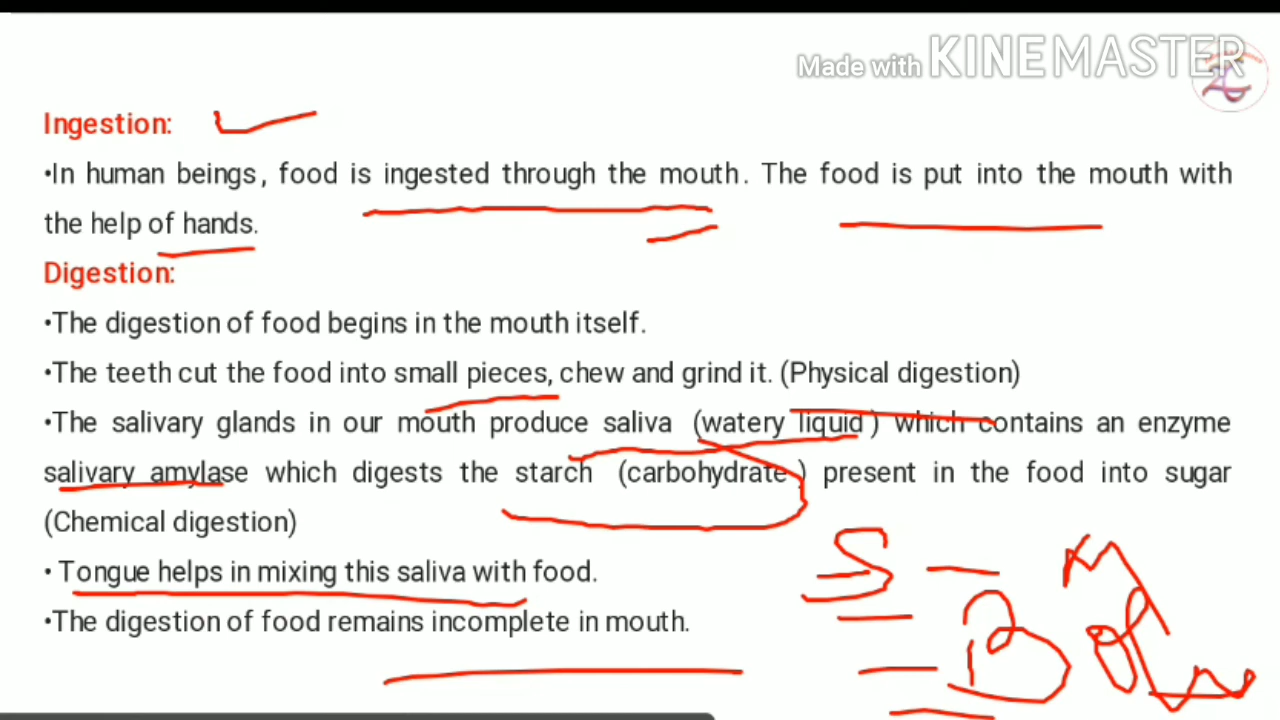 Made with KINEMASTER
Ingestion:
•In human beings, food is ingested through the mouth. The food is put into the mouth with
the help of hands.
Digestion:
•The digestion of food begins in the mouth itself.
•The teeth cut the food into small pieces, chew and grind it. (Physical digestion)
•The salivary glands in our mouth produce saliva (watery liquid) which contains an enzyme
salivary amylase which digests the starch (carbohydrate) present in the food into sugar
(Chemical digestion)
• Tongue helps in mixing this saliva with food.
•The digestion of food remains incomplete in mouth.
S
B